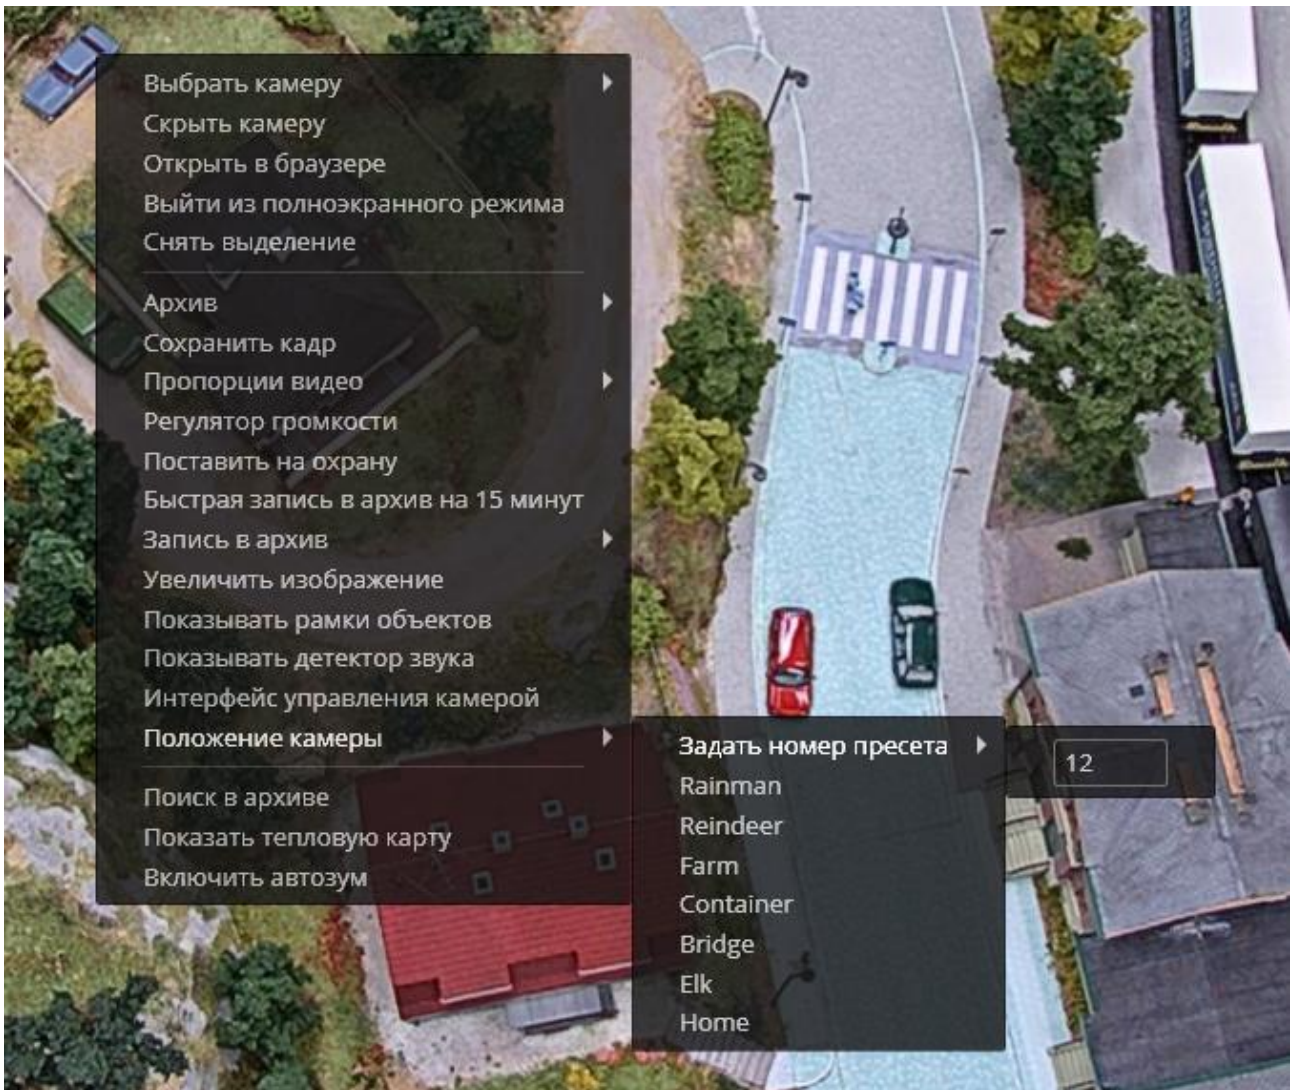 Выбрать камеру
Скрыть камеру
Открыть в браузере
Выйти из полноэкранного режима
Снять выделение
Архив
Сохранить кадр
Пропорции видео
Регулятор громкости
Поставить на охрану
Быстрая запись в архив на 15 минут
Запись в архив
Увеличить изображение
Показывать рамки объектов
Показывать детектор звука
Интерфейс управления камерой
Положение камеры
Поиск в архиве
Показать тепловую карту
Включить автозум
Задать номер пресета
Rainman
Reindeer
Farm
Container
Bridge
Elk
Home
12